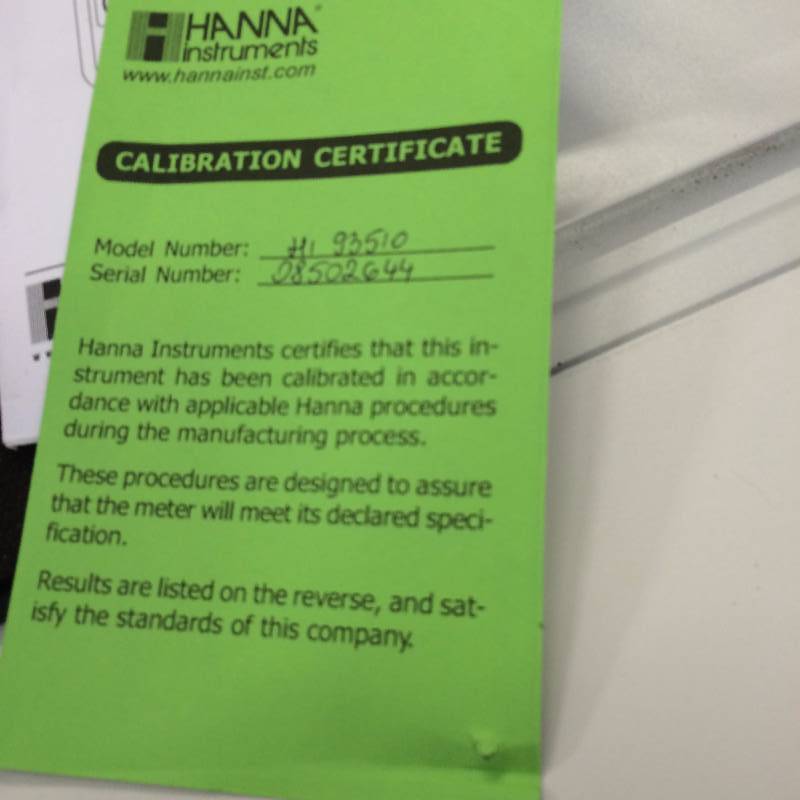 HANNA
instruments
www.hannainst.com
CALIBRATION CERTIFICATE
Model Number: HI 93510
Serial Number: 08502644
Hanna Instruments certifies that this in-
strument has been calibrated in accor-
dance with applicable Hanna procedures
during the manufacturing process.
These procedures are designed to assure
that the meter will meet its declared speci-
fication.
Results are listed on the reverse, and sat-
isfy the standards of this company.